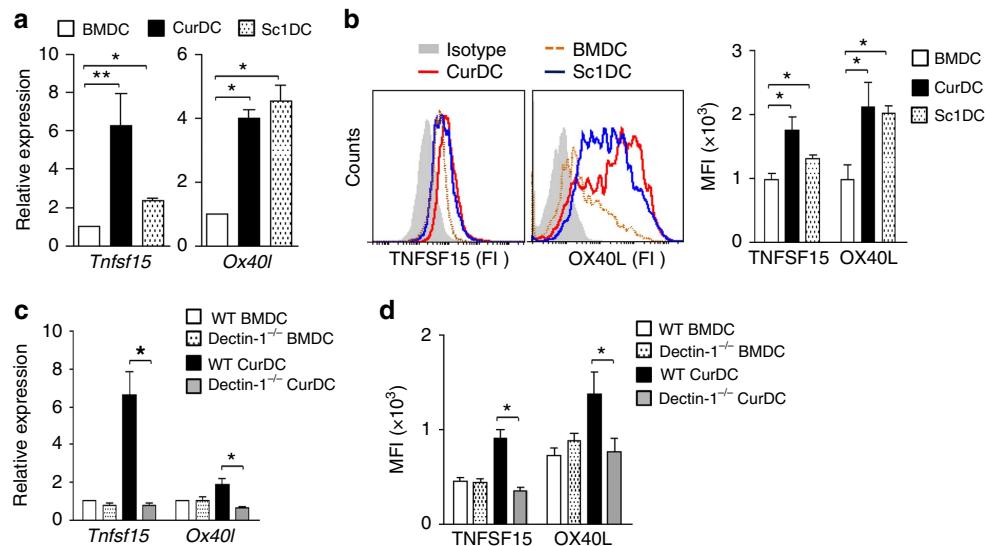 a
BMDC CurDC Sc1DC
Relative expression
10
8
6
4
2
0
*
**
Tnfsf15
6
4
2
0
*
*
Ox40l
b
Isotype BMDC
CurDC Sc1DC
Counts
TNFSF15 (FI )
OX40L (FI )
MFI (×10³)
3
2
1
0
*
*
*
*
TNFSF15 OX40L
BMDC
CurDC
Sc1DC
c
WT BMDC
Dectin-1⁻/⁻ BMDC
WT CurDC
Dectin-1⁻/⁻ CurDC
Relative expression
10
8
6
4
2
0
*
*
Tnfsf15 Ox40l
d
WT BMDC
Dectin-1⁻/⁻ BMDC
WT CurDC
Dectin-1⁻/⁻ CurDC
MFI (×10³)
2
1
0
*
*
TNFSF15 OX40L